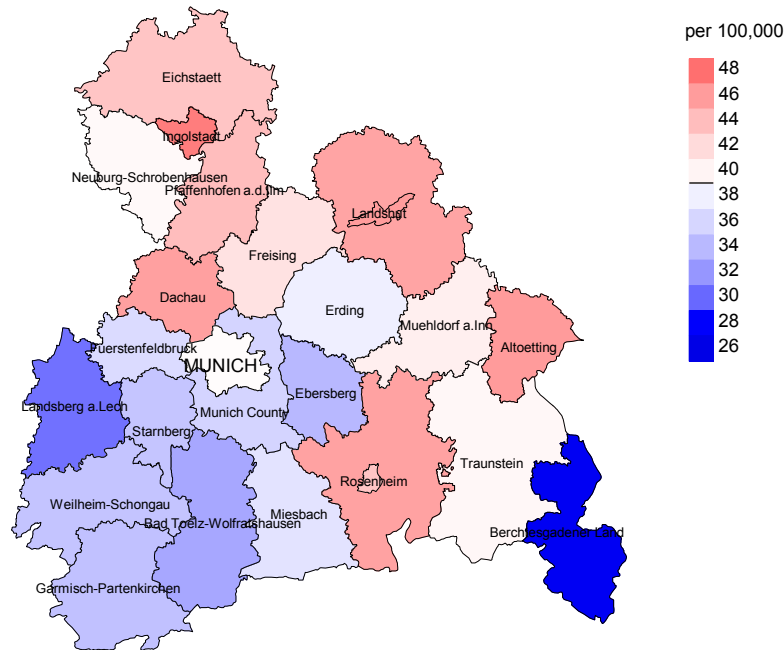 per 100,000
48
46
44
42
40
38
36
34
32
30
28
26
Eichstaett
Ingolstadt
Neuburg-Schrobenhausen
Pfaffenhofen a.d.Ilm
Landshut
Freising
Dachau
Erding
Muehldorf a.Inn
Altoetting
Fuerstenfeldbruck
MUNICH
Ebersberg
Landsberg a.Lech
Munich County
Starnberg
Traunstein
Rosenheim
Weilheim-Schongau
Miesbach
Bad Toelz-Wolfratshausen
Berchtesgadener Land
Garmisch-Partenkirchen